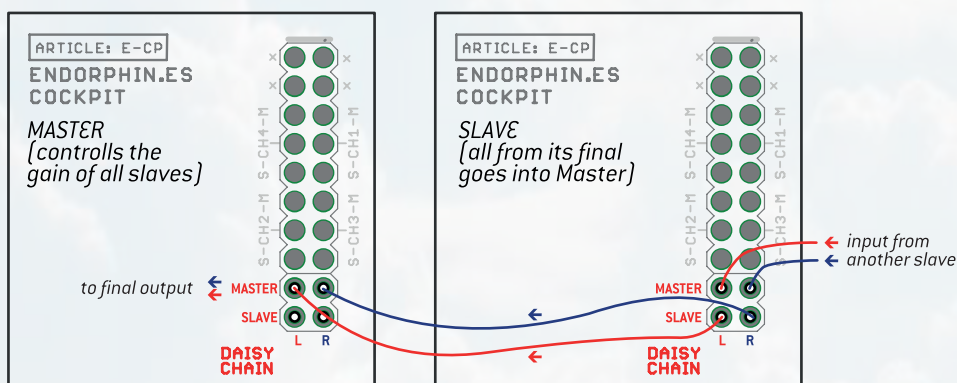 ARTICLE: E-CP
ENDORPHIN.ES
COCKPIT
MASTER
(controlls the
gain of all slaves)
× ×
× ×
S-CH4-M
S-CH1-M
S-CH2-M
S-CH3-M
to final output
MASTER
SLAVE
L R
DAISY
CHAIN
ARTICLE: E-CP
ENDORPHIN.ES
COCKPIT
SLAVE
(all from its final
goes into Master)
× ×
× ×
S-CH4-M
S-CH1-M
S-CH2-M
S-CH3-M
input from
another slave
MASTER
SLAVE
L R
DAISY
CHAIN